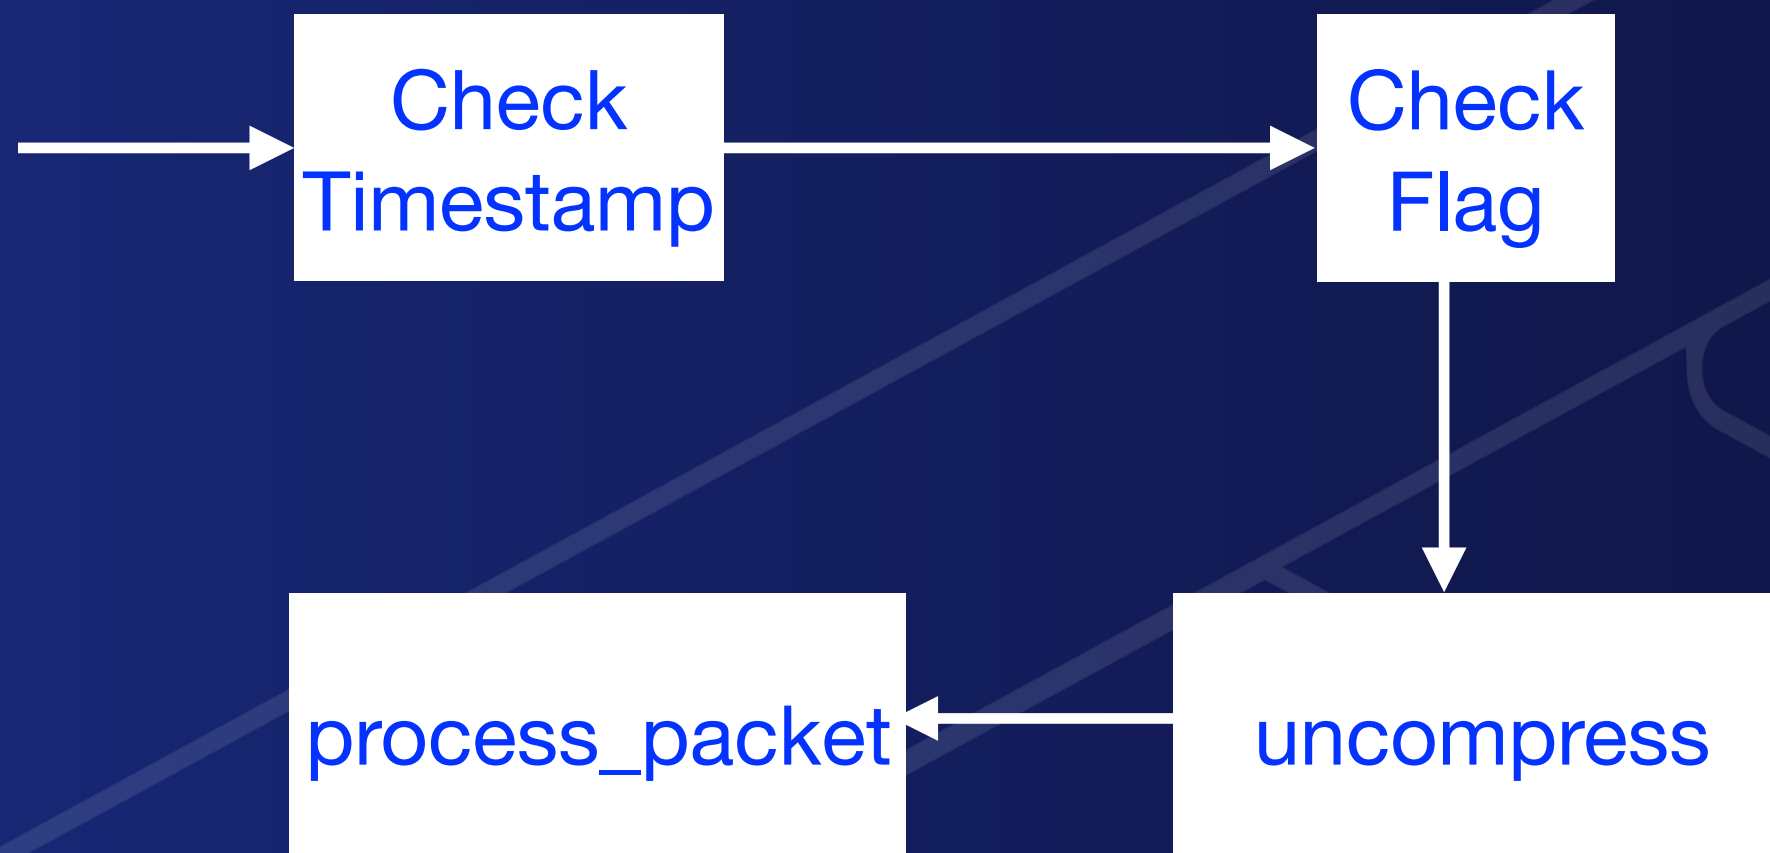 Check
Timestamp
Check
Flag
process_packet
uncompress